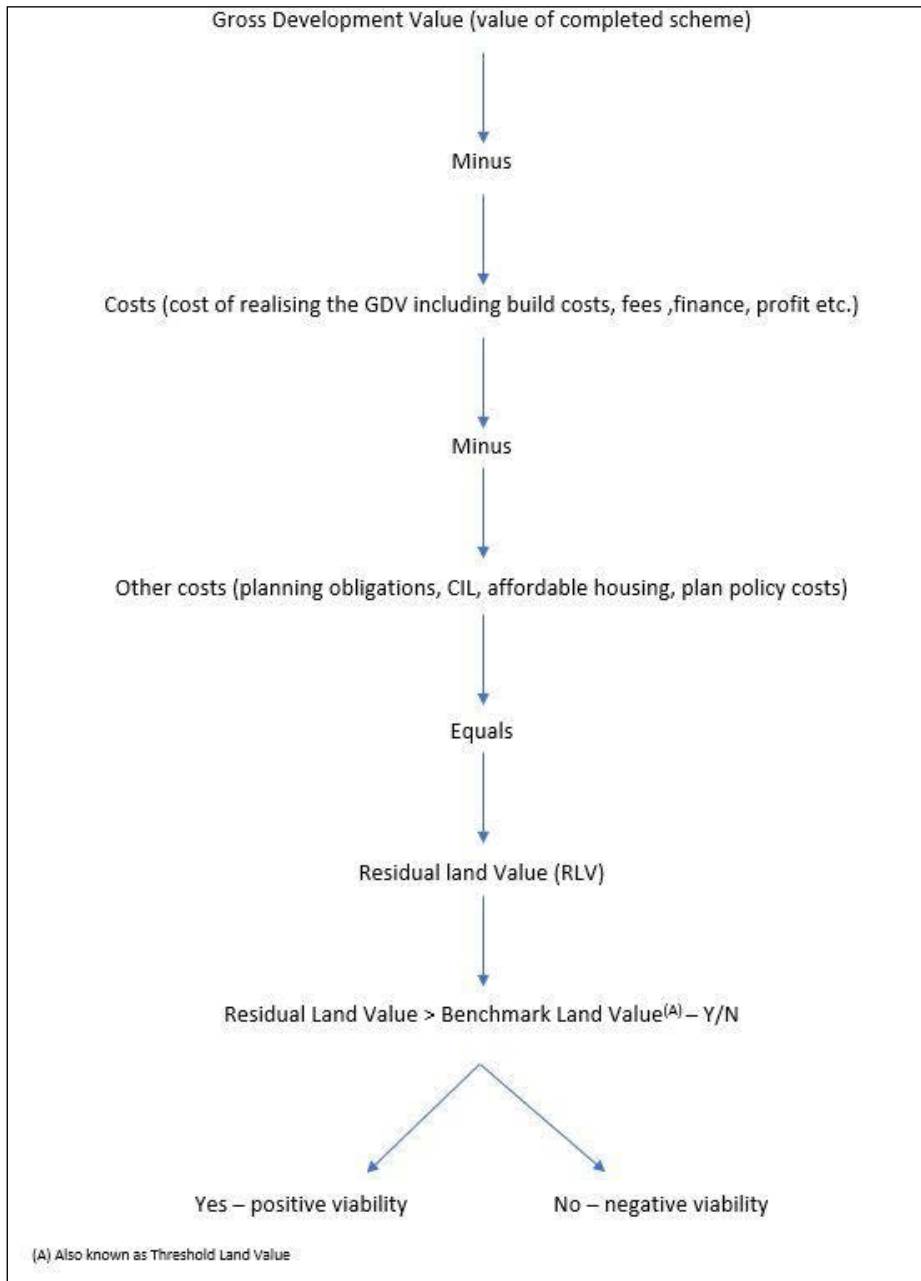 Gross Development Value (value of completed scheme)
Minus
Costs (cost of realising the GDV including build costs, fees ,finance, profit etc.)
Minus
Other costs (planning obligations, CIL, affordable housing, plan policy costs)
Equals
Residual land Value (RLV)
Residual Land Value > Benchmark Land Value(A) – Y/N
Yes – positive viability
No – negative viability
(A) Also known as Threshold Land Value